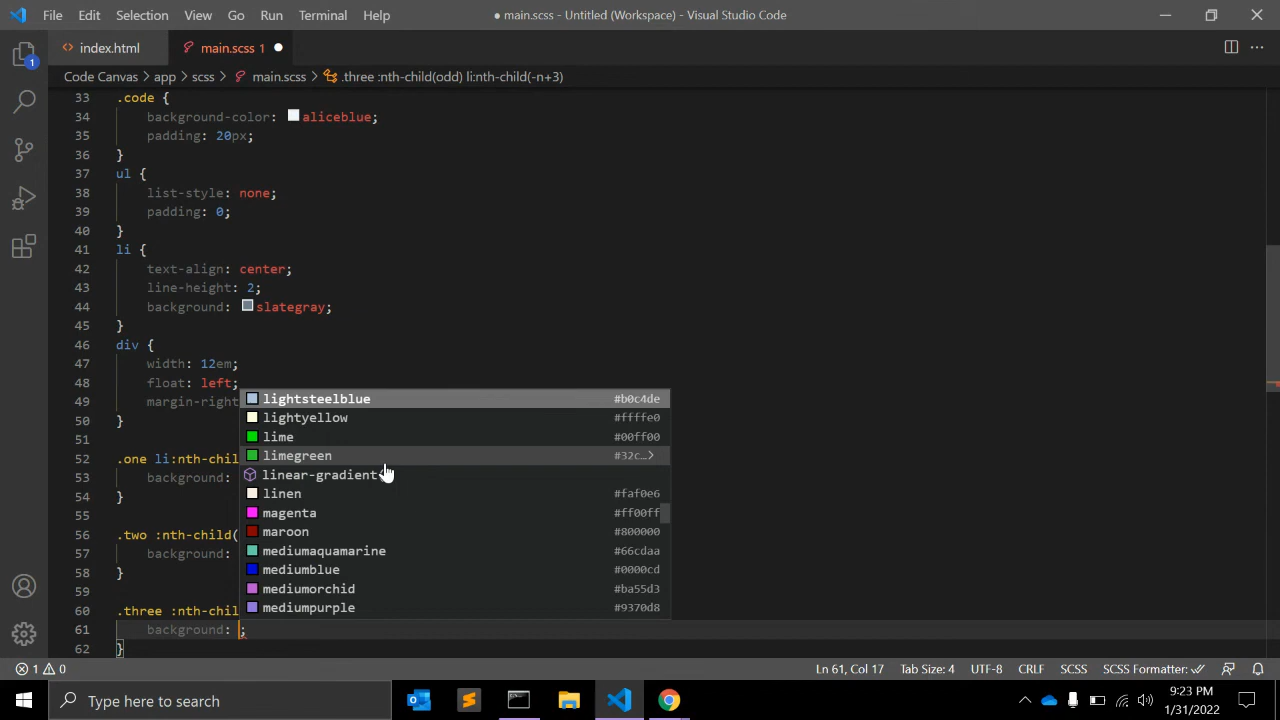 File Edit Selection View Go Run Terminal Help ● main.scss - Untitled (Workspace) - Visual Studio Code
<> index.html main.scss 1 ●
Code Canvas > app > scss > main.scss > .three :nth-child(odd) li:nth-child(-n+3)
33 .code {
34 background-color: aliceblue;
35 padding: 20px;
36 }
37 ul {
38 list-style: none;
39 padding: 0;
40 }
41 li {
42 text-align: center;
43 line-height: 2;
44 background: slategray;
45 }
46 div {
47 width: 12em;
48 float: left;
49 margin-right
50 }
51
52 .one li:nth-chil
53 background:
54 }
55
56 .two :nth-child(
57 background:
58 }
59
60 .three :nth-chil
61 background: ;
62 }
lightsteelblue #b0c4de
lightyellow #ffffe0
lime #00ff00
limegreen #32c…>
linear-gradient
linen #faf0e6
magenta #ff00ff
maroon #800000
mediumaquamarine #66cdaa
mediumblue #0000cd
mediumorchid #ba55d3
mediumpurple #9370d8
1
1 0 Ln 61, Col 17 Tab Size: 4 UTF-8 CRLF SCSS SCSS Formatter:
Type here to search
9:23 PM
1/31/2022